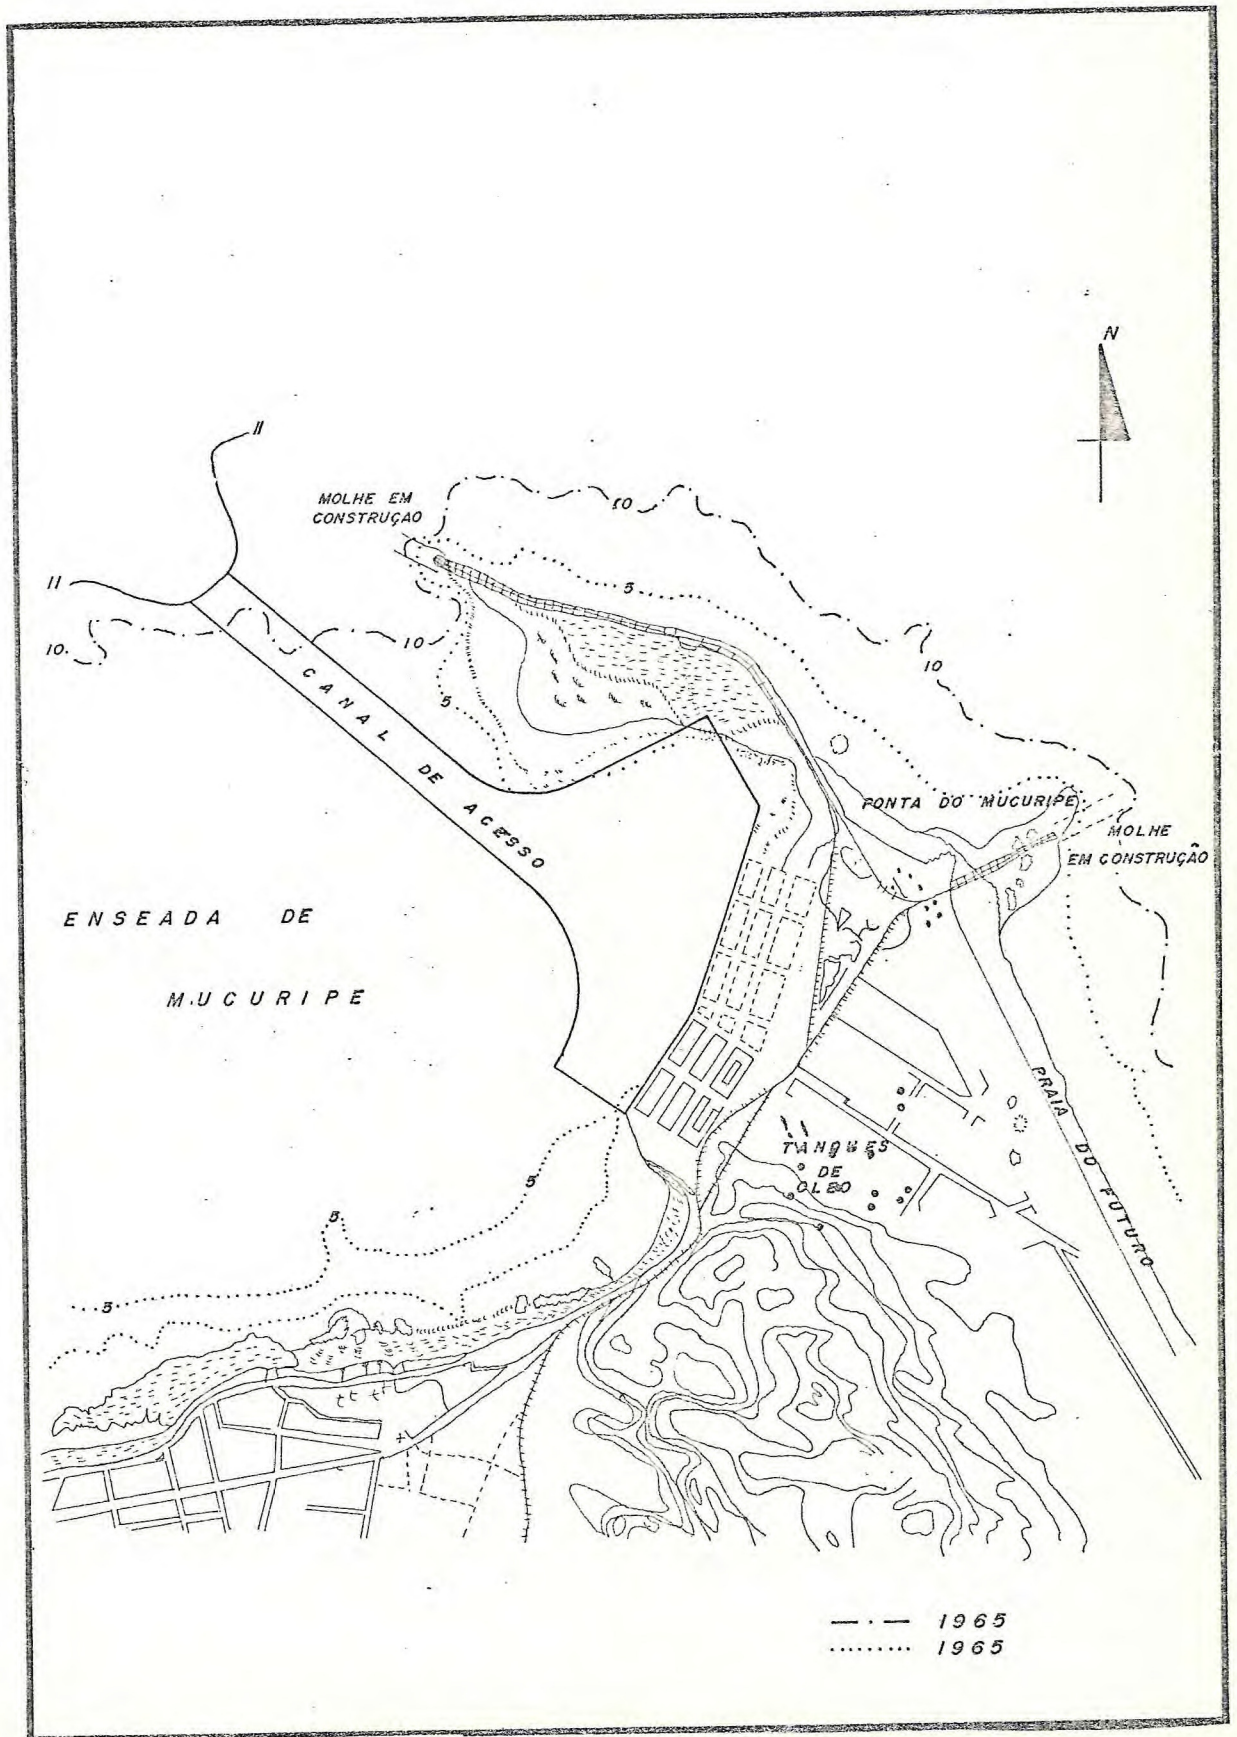 N
11
MOLHE EM
CONSTRUÇAO
10
11
5
10
10
10
5
CANAL DE ACESSO
PONTA DO MUCURIPE
MOLHE
EM CONSTRUÇÃO
ENSEADA DE
MUCURIPE
PRAIA DO FUTURO
TANQUES
DE
OLEO
5
5
5
1965
1965